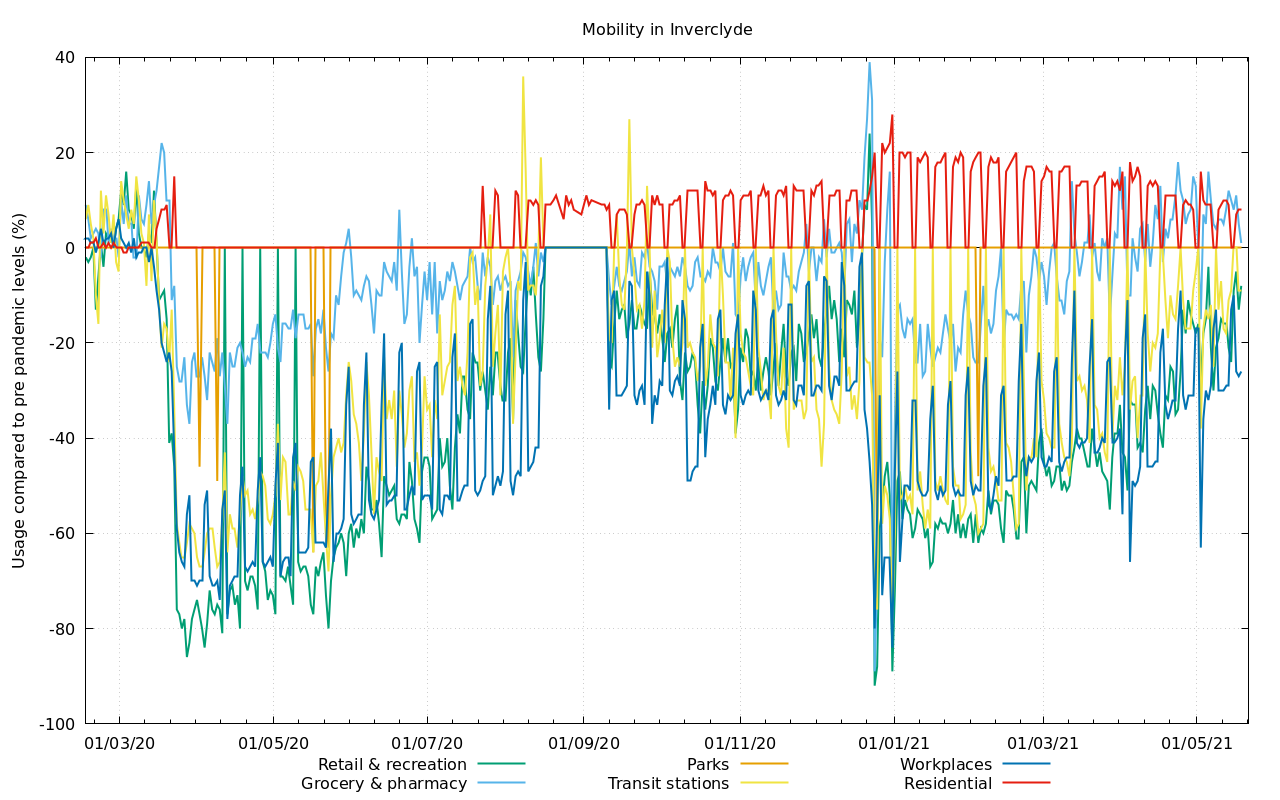 Mobility in Inverclyde
Usage compared to pre pandemic levels (%)
40
20
0
-20
-40
-60
-80
-100
01/03/20 01/05/20 01/07/20 01/09/20 01/11/20 01/01/21 01/03/21 01/05/21
Retail & recreation Parks Workplaces
Grocery & pharmacy Transit stations Residential